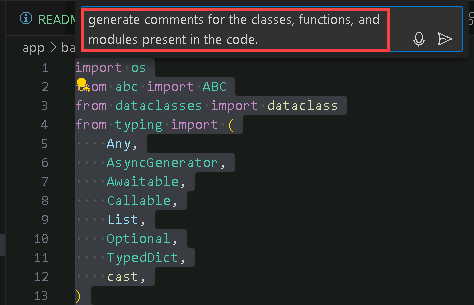 README
generate comments for the classes, functions, and
modules present in the code.
app > ba
1 import os
2 from abc import ABC
3 from dataclasses import dataclass
4 from typing import (
5 Any,
6 AsyncGenerator,
7 Awaitable,
8 Callable,
9 List,
10 Optional,
11 TypedDict,
12 cast,
13 )